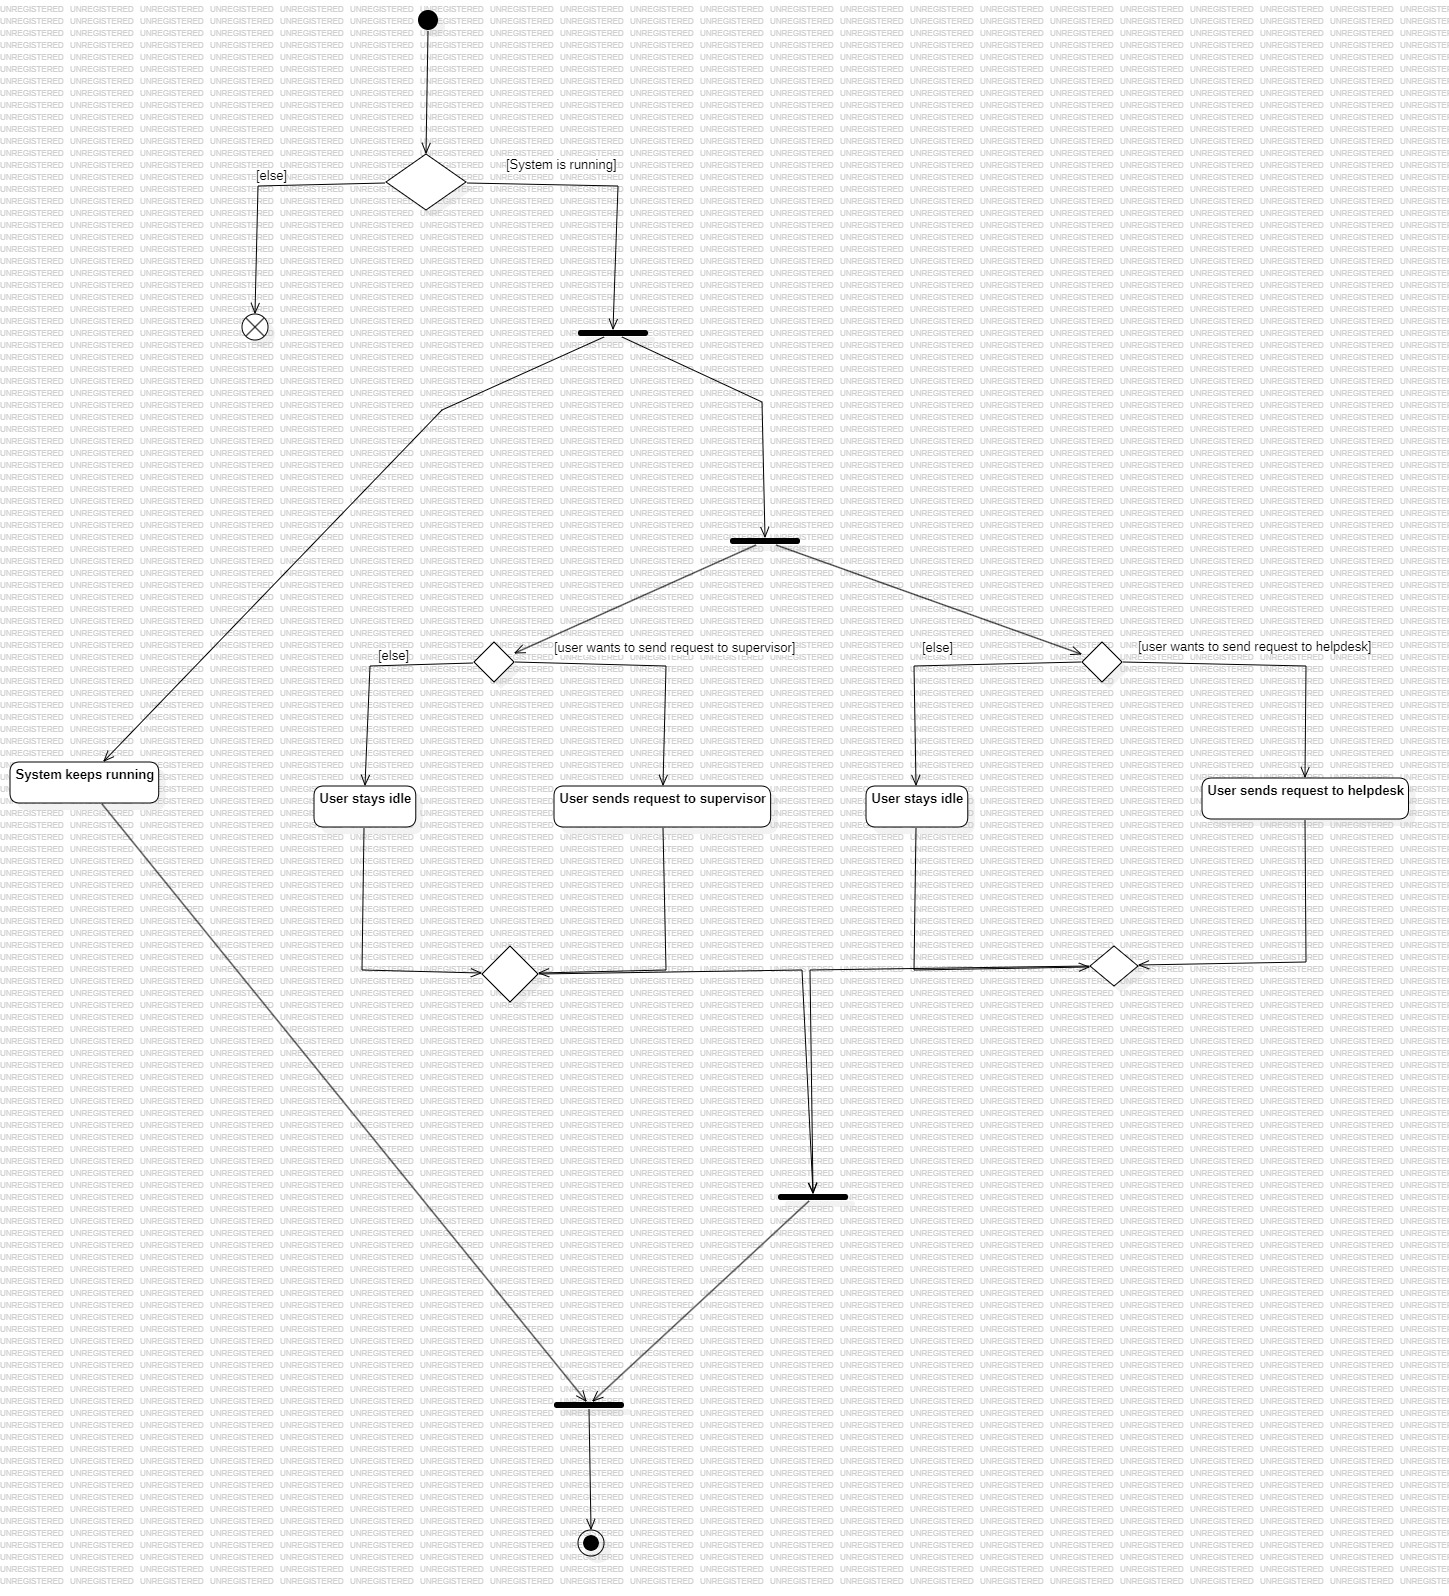 [System is running]
[else]
[user wants to send request to supervisor]
[else]
[else]
[user wants to send request to helpdesk]
System keeps running
User stays idle
User sends request to supervisor
User stays idle
User sends request to helpdesk
UNREGISTERED